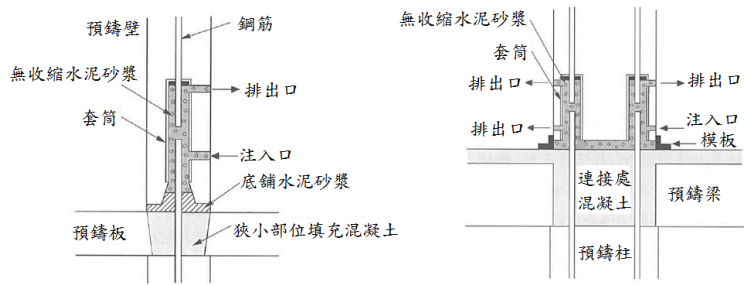 預鑄壁
鋼筋
無收縮水泥砂漿
排出口
套筒
注入口
底舖水泥砂漿
預鑄板
狹小部位填充混凝土
無收縮水泥砂漿
套筒
排出口
排出口
排出口
注入口
模板
連接處
混凝土
預鑄梁
預鑄柱